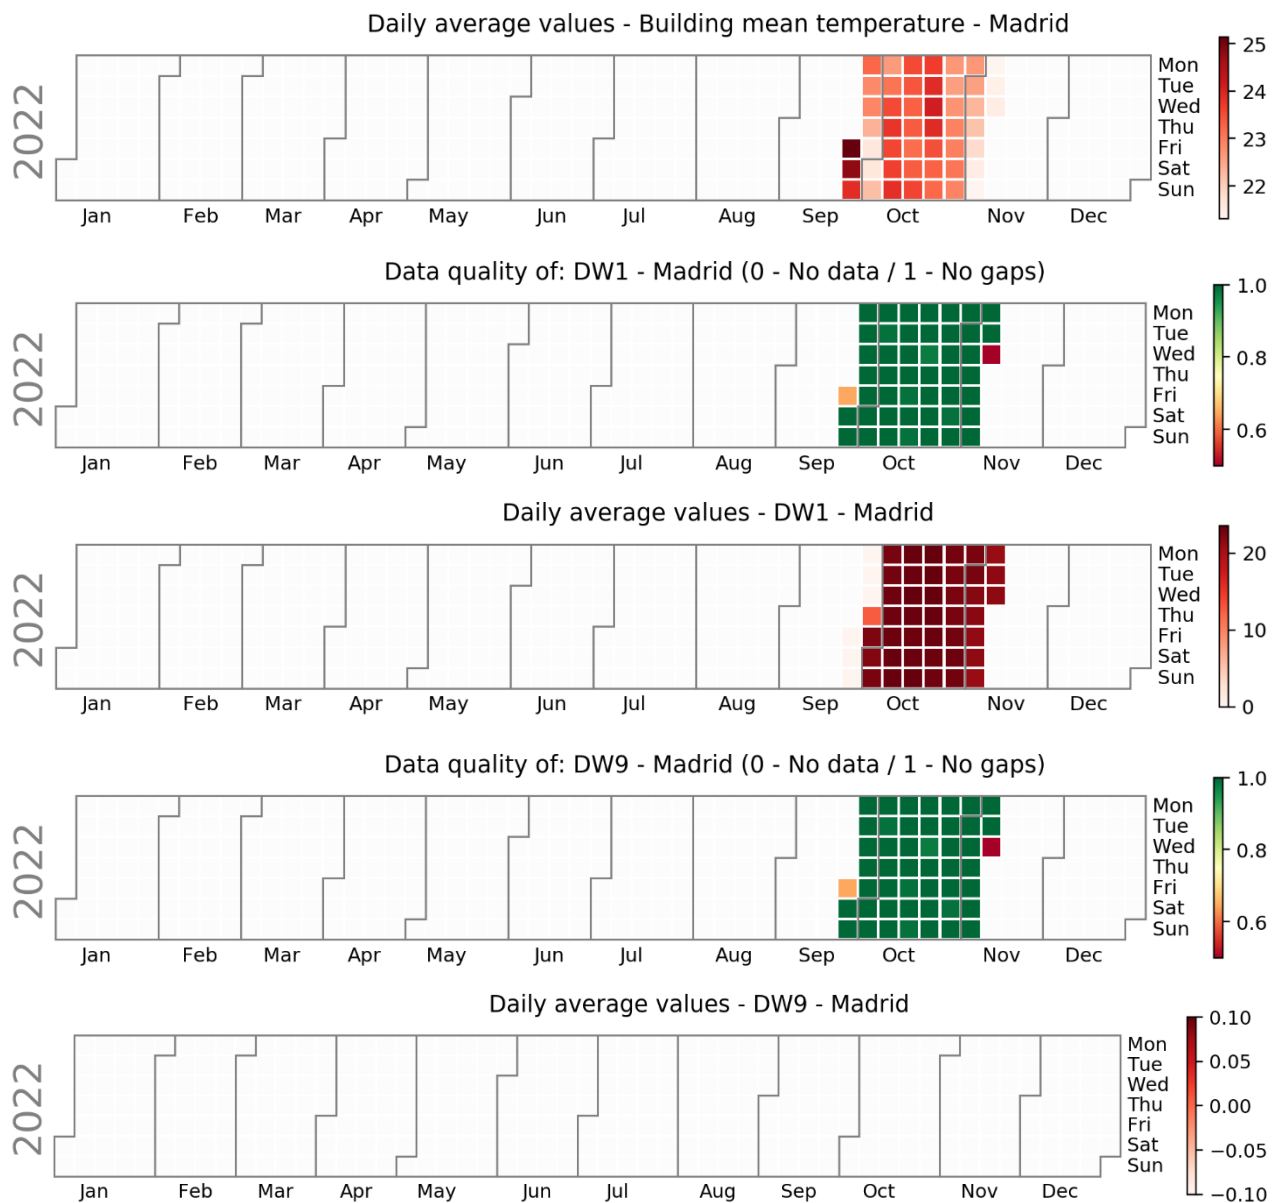 Daily average values - Building mean temperature - Madrid
2022
Mon
Tue
Wed
Thu
Fri
Sat
Sun
Jan Feb Mar Apr May Jun Jul Aug Sep Oct Nov Dec
25
24
23
22
Data quality of: DW1 - Madrid (0 - No data / 1 - No gaps)
2022
Mon
Tue
Wed
Thu
Fri
Sat
Sun
Jan Feb Mar Apr May Jun Jul Aug Sep Oct Nov Dec
1.0
0.8
0.6
Daily average values - DW1 - Madrid
2022
Mon
Tue
Wed
Thu
Fri
Sat
Sun
Jan Feb Mar Apr May Jun Jul Aug Sep Oct Nov Dec
20
10
0
Data quality of: DW9 - Madrid (0 - No data / 1 - No gaps)
2022
Mon
Tue
Wed
Thu
Fri
Sat
Sun
Jan Feb Mar Apr May Jun Jul Aug Sep Oct Nov Dec
1.0
0.8
0.6
Daily average values - DW9 - Madrid
2022
Mon
Tue
Wed
Thu
Fri
Sat
Sun
Jan Feb Mar Apr May Jun Jul Aug Sep Oct Nov Dec
0.10
0.05
0.00
−0.05
−0.10